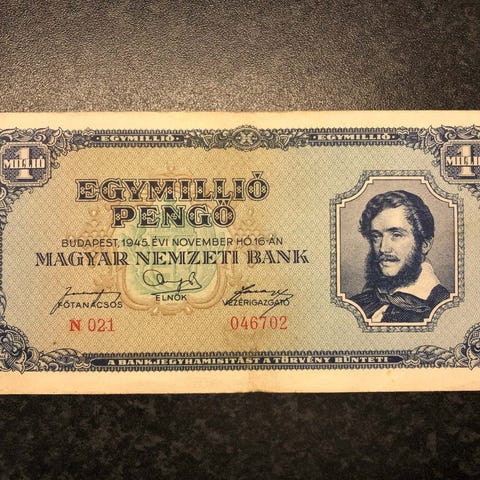 EGYMILLIÓ EGYMILLIÓ
1 MILLIÓ 1 MILLIÓ
EGYMILLIÓ
PENGŐ
BUDAPEST, 1945. ÉVI NOVEMBER HÓ 16-ÁN
MAGYAR NEMZETI BANK
FŐTANÁCSOS ELNÖK VEZÉRIGAZGATÓ
N 021 046702
A BANKJEGYHAMISÍTÁST A TÖRVÉNY BÜNTETI